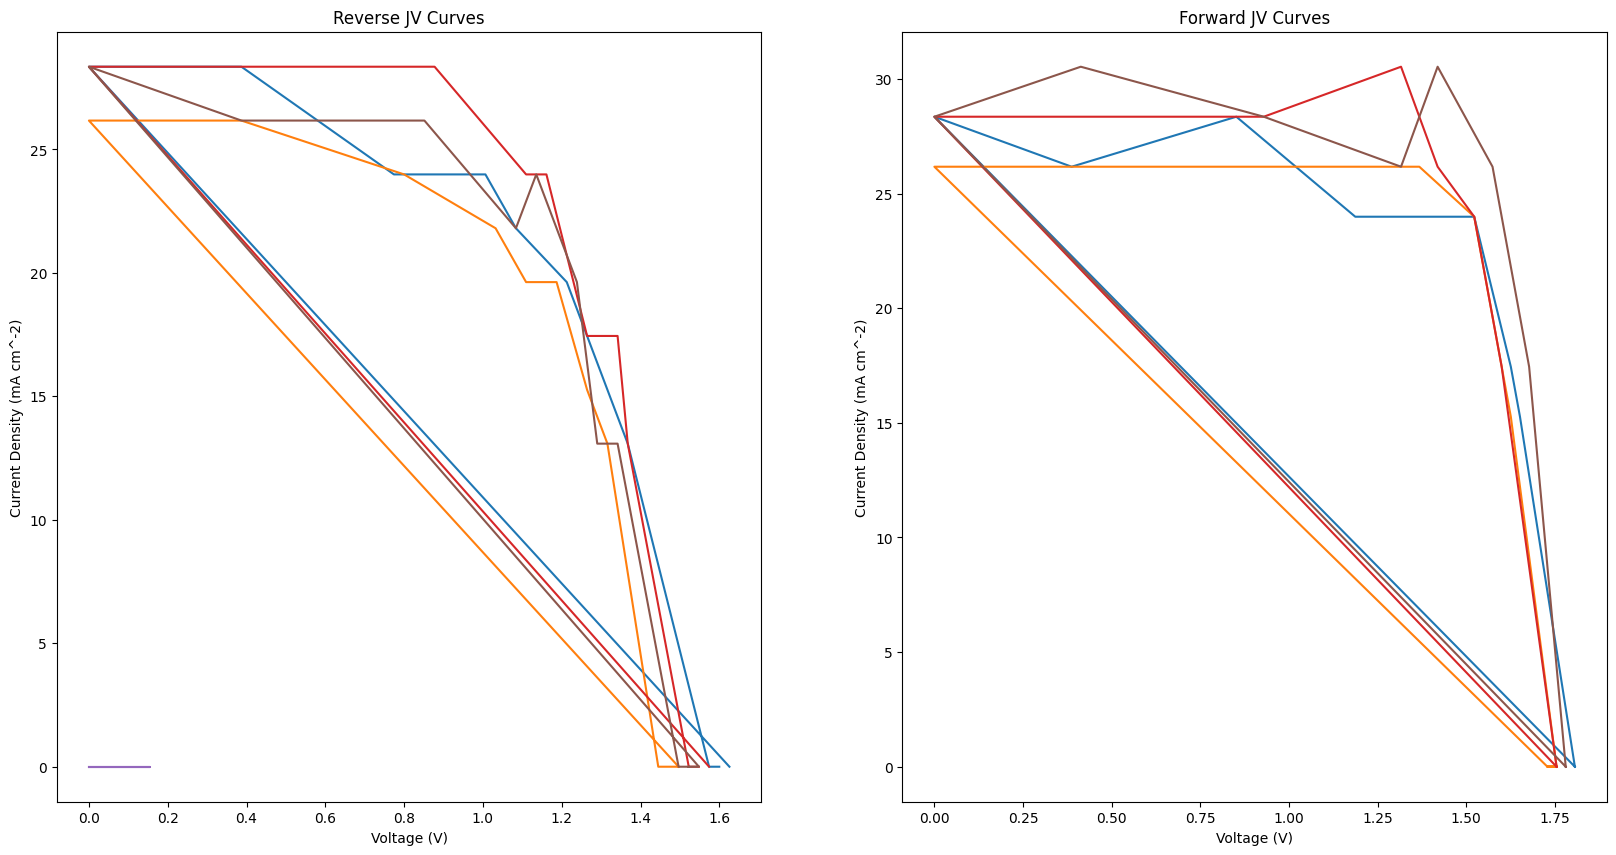 Reverse JV Curves
Current Density (mA cm^-2)
25
20
15
10
5
0
0.0 0.2 0.4 0.6 0.8 1.0 1.2 1.4 1.6
Voltage (V)
Forward JV Curves
Current Density (mA cm^-2)
30
25
20
15
10
5
0
0.00 0.25 0.50 0.75 1.00 1.25 1.50 1.75
Voltage (V)